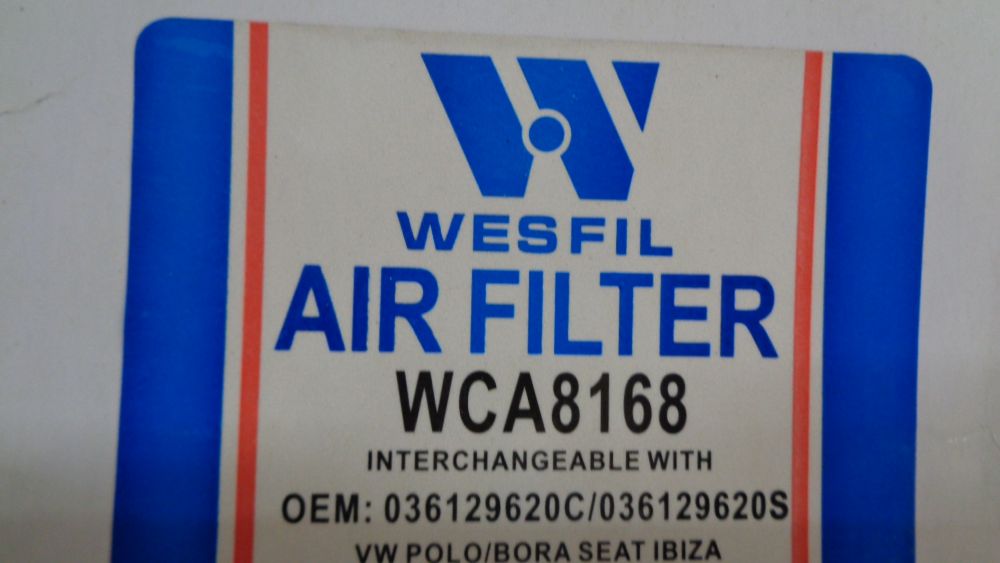 WESFIL
AIR FILTER
WCA8168
INTERCHANGEABLE WITH
OEM: 036129620C/036129620S
VW POLO/BORA SEAT IBIZA